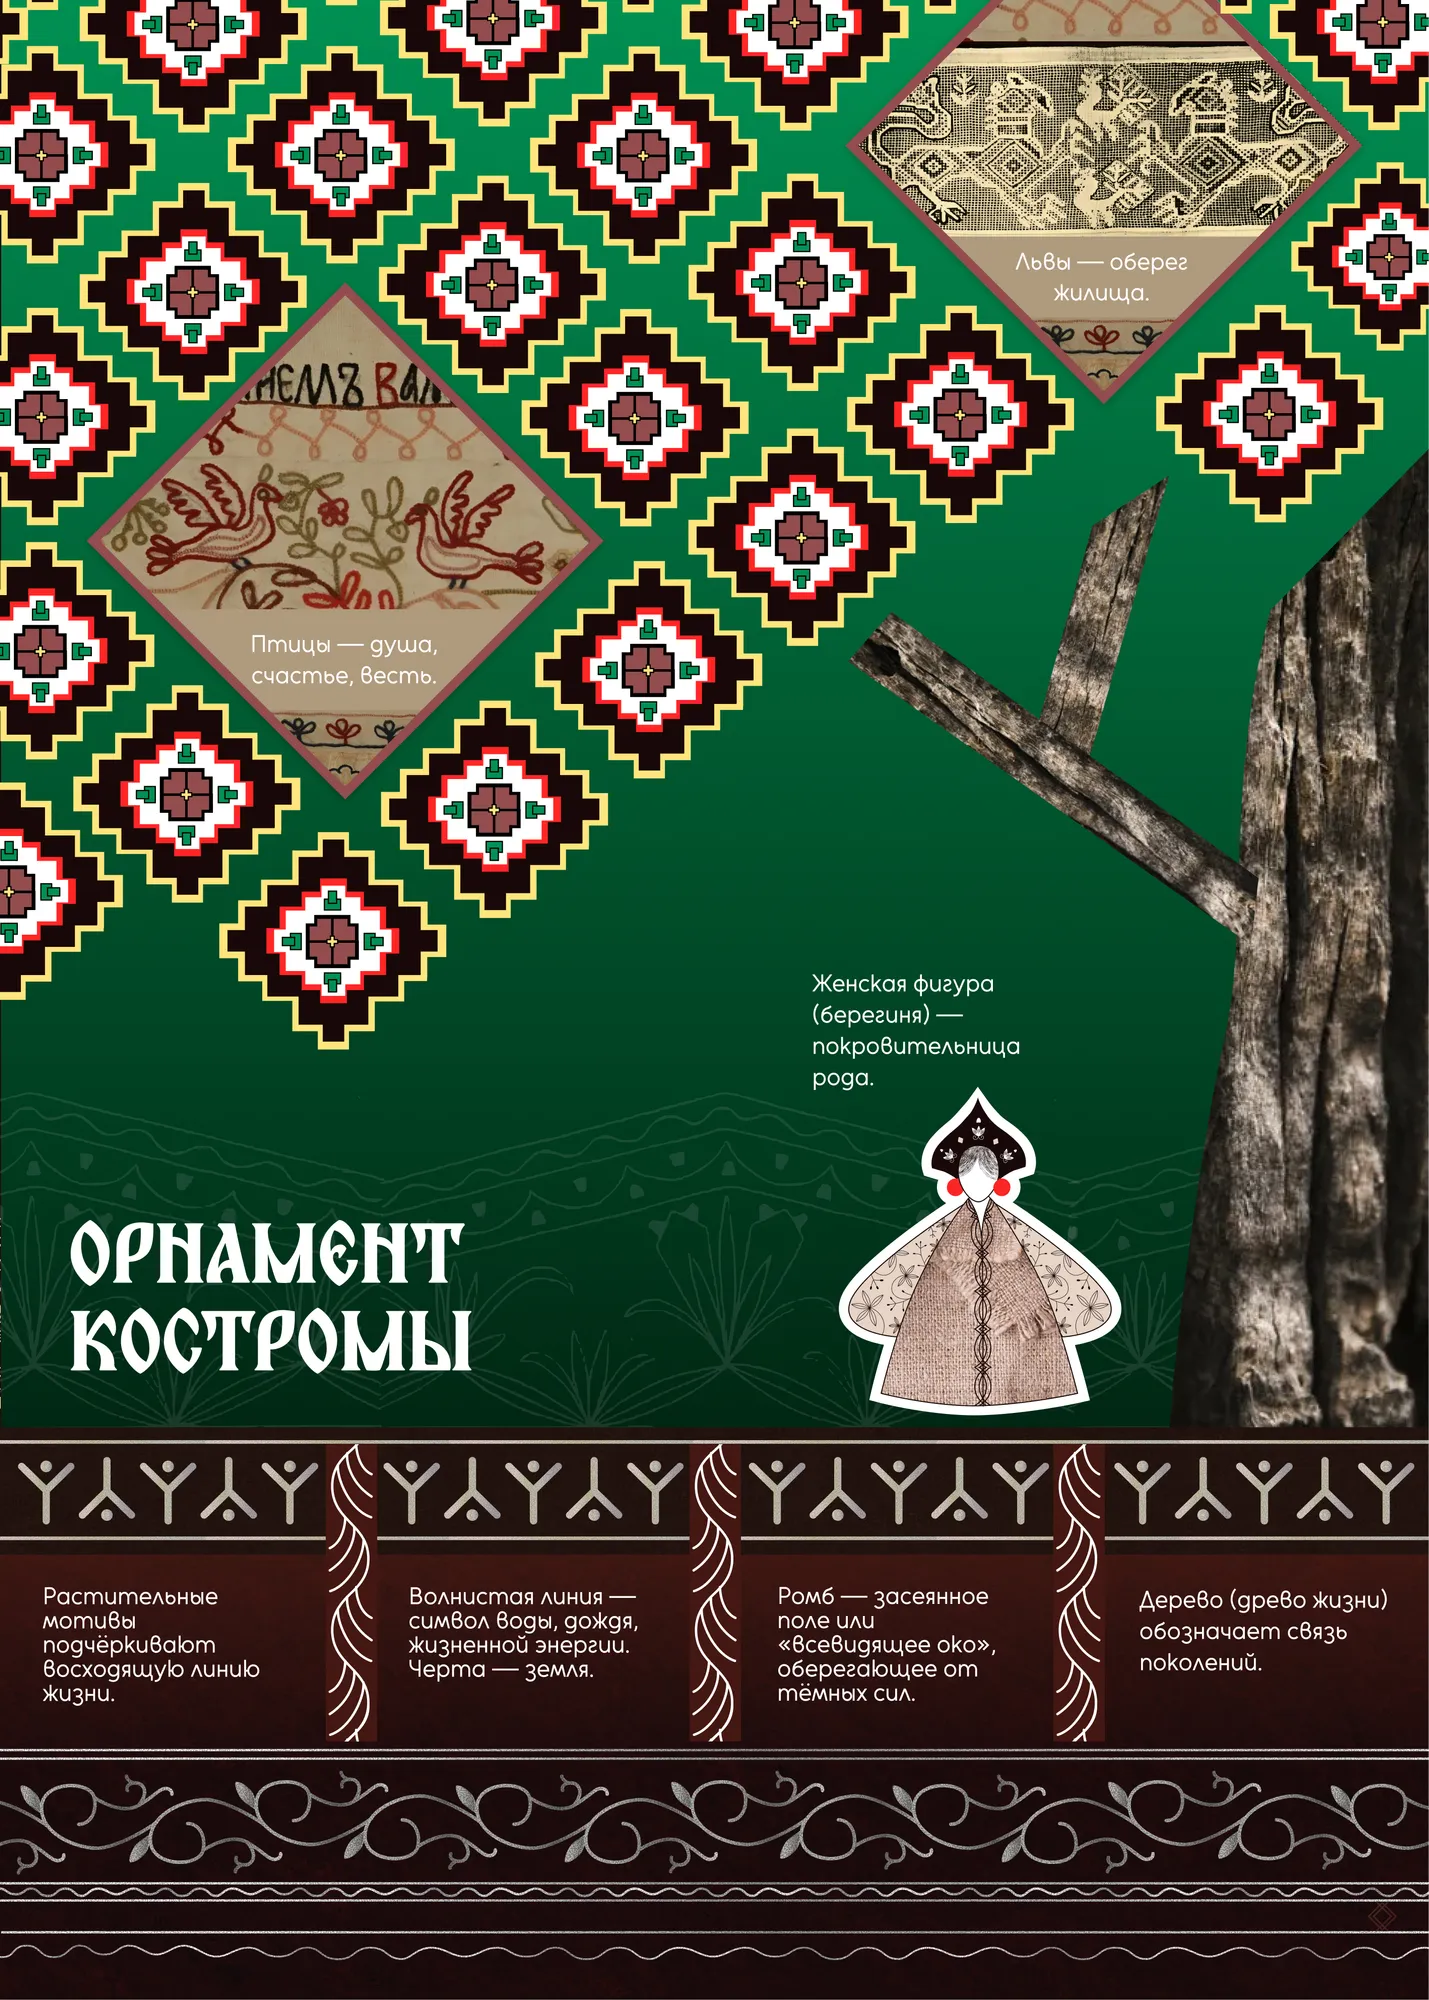 Львы — оберег
жилища.
Птицы — душа,
счастье, весть.
Женская фигура
(берегиня) —
покровительница
рода.
ОРНАМЕНТ
КОСТРОМЫ
Растительные
мотивы
подчёркивают
восходящую линию
жизни.
Волнистая линия —
символ воды, дождя,
жизненной энергии.
Черта — земля.
Ромб — засеянное
поле или
«всевидящее око»,
оберегающее от
тёмных сил.
Дерево (древо жизни)
обозначает связь
поколений.